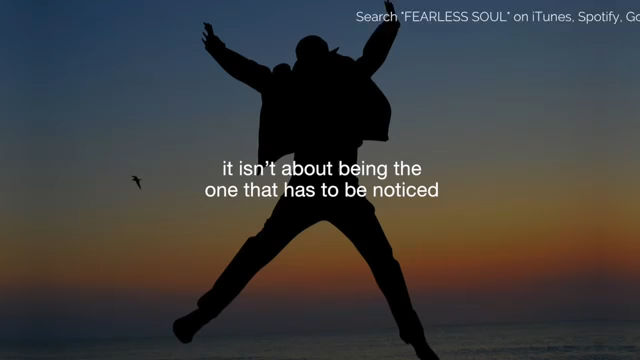 Search "FEARLESS SOUL" on iTunes, Spotify,
it isn't about being the
one that has to be noticed